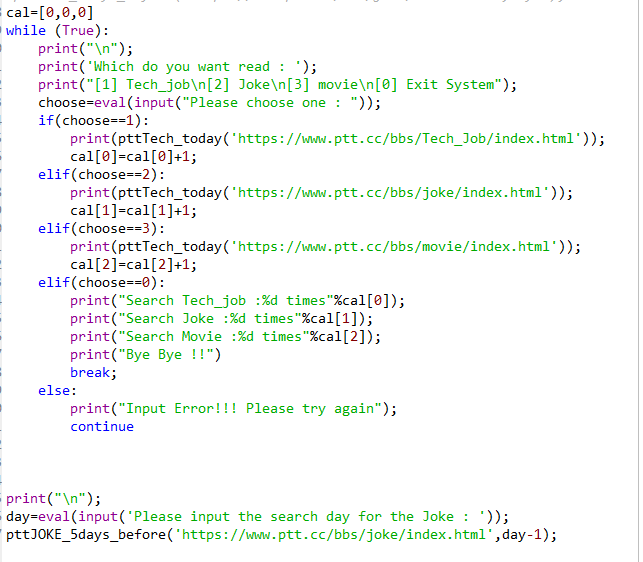 cal=[0,0,0]
while (True):
    print("\n");
    print('Which do you want read : ');
    print("[1] Tech_job\n[2] Joke\n[3] movie\n[0] Exit System");
    choose=eval(input("Please choose one : "));
    if(choose==1):
        print(pttTech_today('https://www.ptt.cc/bbs/Tech_Job/index.html'));
        cal[0]=cal[0]+1;
    elif(choose==2):
        print(pttTech_today('https://www.ptt.cc/bbs/joke/index.html'));
        cal[1]=cal[1]+1;
    elif(choose==3):
        print(pttTech_today('https://www.ptt.cc/bbs/movie/index.html'));
        cal[2]=cal[2]+1;
    elif(choose==0):
        print("Search Tech_job :%d times"%cal[0]);
        print("Search Joke :%d times"%cal[1]);
        print("Search Movie :%d times"%cal[2]);
        print("Bye Bye !!")
        break;
    else:
        print("Input Error!!! Please try again");
        continue
print("\n");
day=eval(input('Please input the search day for the Joke : '));
pttJOKE_5days_before('https://www.ptt.cc/bbs/joke/index.html',day-1);